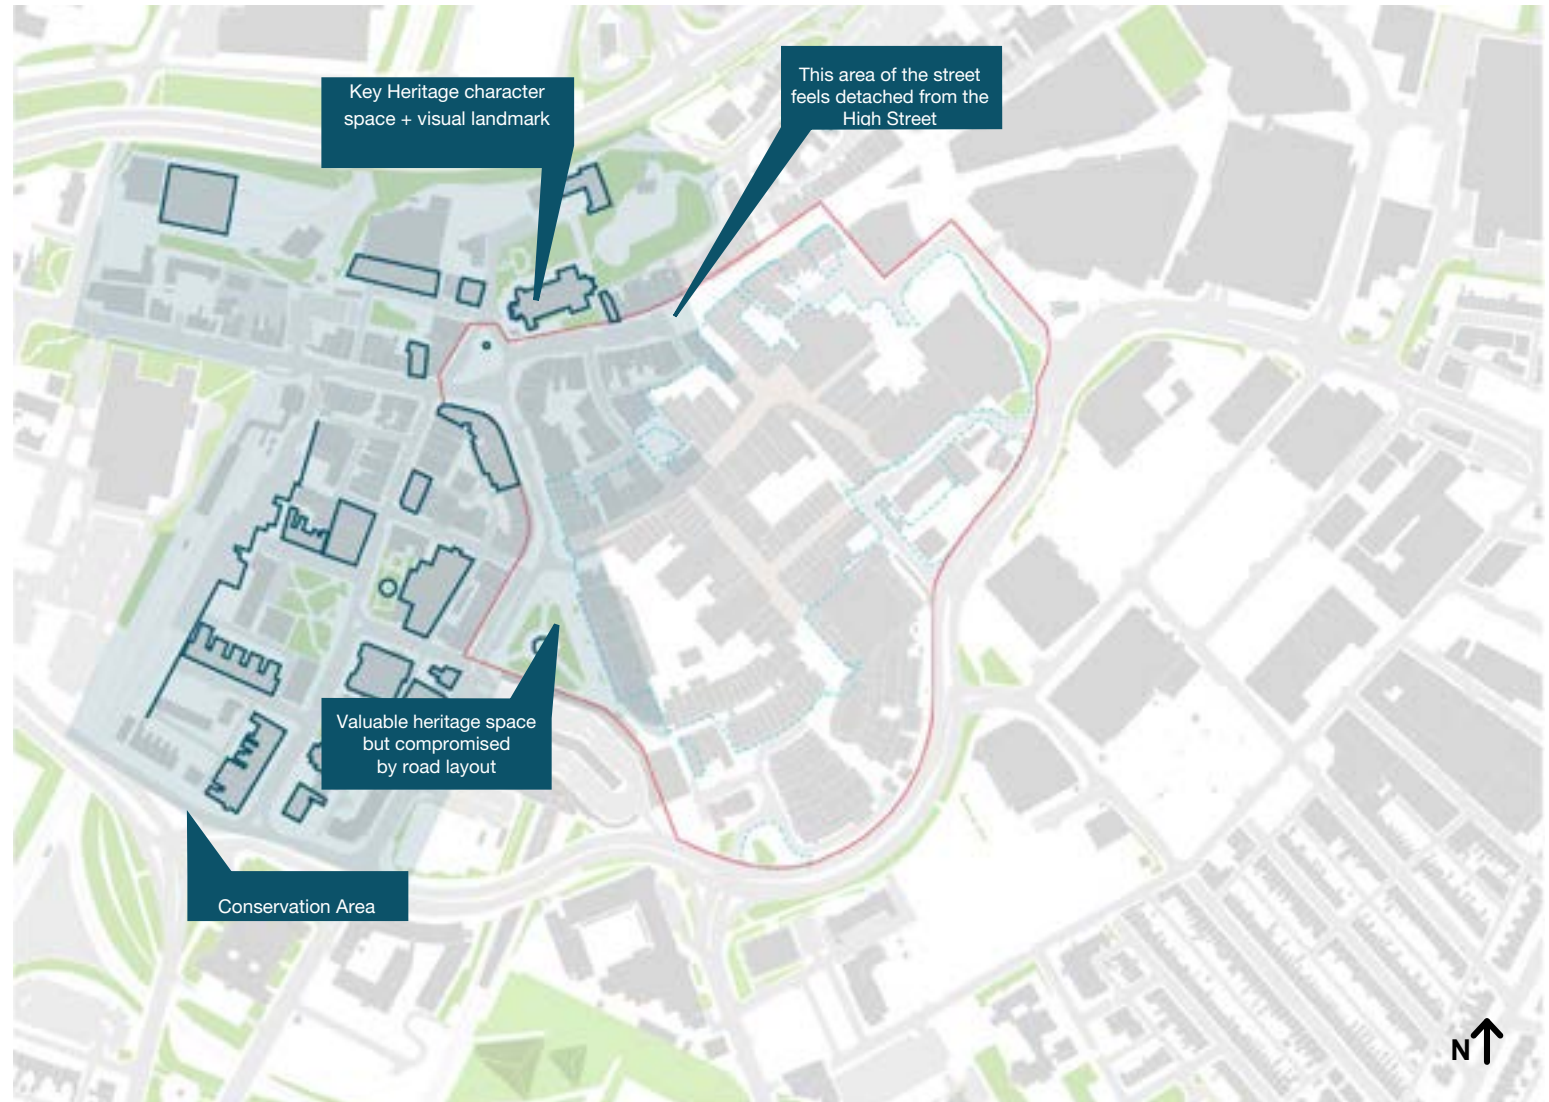 Key Heritage character
space + visual landmark
This area of the street
feels detached from the
High Street
Valuable heritage space
but compromised
by road layout
Conservation Area
N